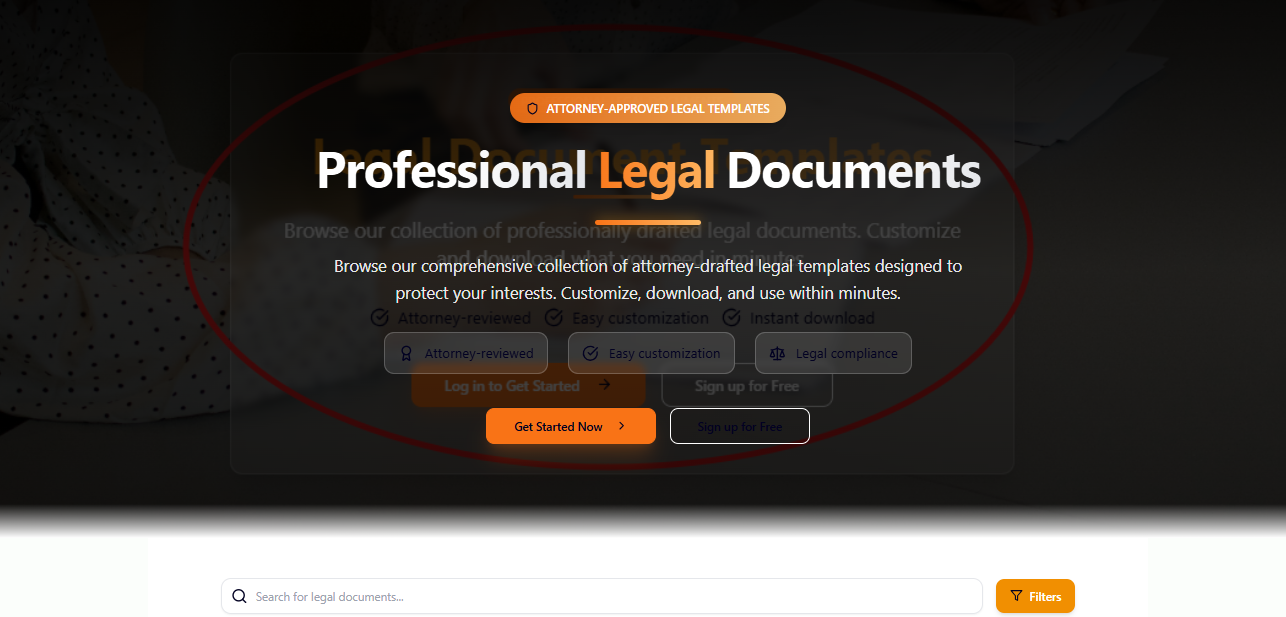 ATTORNEY-APPROVED LEGAL TEMPLATES
Legal Document Templates
Professional Legal Documents
Browse our collection of professionally drafted legal documents. Customize
and download what you need in minutes.
Browse our comprehensive collection of attorney-drafted legal templates designed to
protect your interests. Customize, download, and use within minutes.
Attorney-reviewed Easy customization Instant download
Attorney-reviewed Easy customization Legal compliance
Log in to Get Started Sign up for Free
Get Started Now Sign up for Free
Search for legal documents... Filters